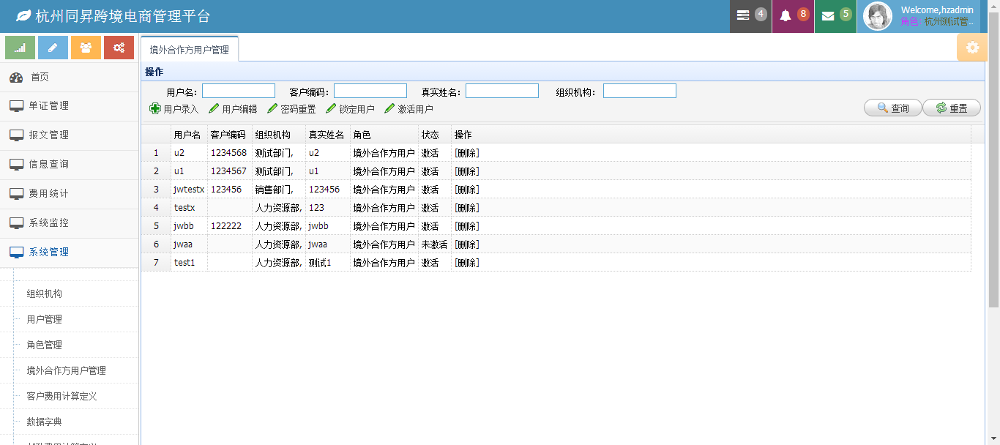 杭州同昇跨境电商管理平台
4
8
5
Welcome,hzadmin
角色: 杭州测试管..
首页
单证管理
报文管理
信息查询
费用统计
系统监控
系统管理
组织机构
用户管理
角色管理
境外合作方用户管理
客户费用计算定义
数据字典
境外合作方用户管理
操作
用户名: 客户编码: 真实姓名: 组织机构:
用户录入 用户编辑 密码重置 锁定用户 激活用户 查询 重置
用户名 客户编码 组织机构 真实姓名 角色 状态 操作
1 u2 1234568 测试部门, u2 境外合作方用户 激活 [删除]
2 u1 1234567 测试部门, u1 境外合作方用户 激活 [删除]
3 jwtestx 123456 销售部门, 123456 境外合作方用户 激活 [删除]
4 testx 人力资源部, 123 境外合作方用户 激活 [删除]
5 jwbb 122222 人力资源部, jwbb 境外合作方用户 激活 [删除]
6 jwaa 人力资源部, jwaa 境外合作方用户 未激活 [删除]
7 test1 人力资源部, 测试1 境外合作方用户 激活 [删除]